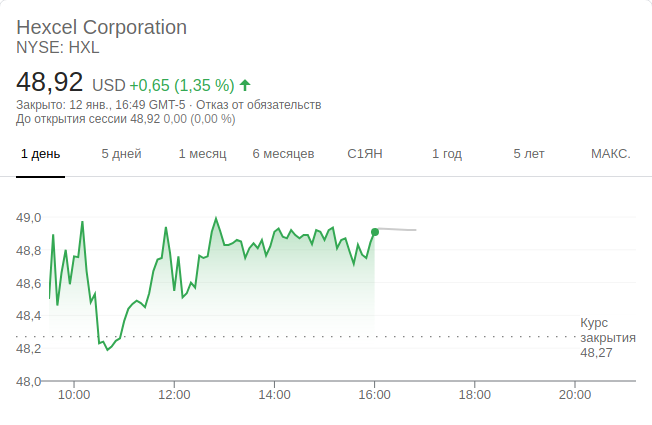 Hexcel Corporation
NYSE: HXL
48,92 USD +0,65 (1,35 %)
Закрыто: 12 янв., 16:49 GMT-5 · Отказ от обязательств
До открытия сессии 48,92 0,00 (0,00 %)
1 день 5 дней 1 месяц 6 месяцев С1ЯН 1 год 5 лет МАКС.
49,0
48,8
48,6
48,4
Курс
закрытия
48,2
48,27
48,0
10:00 12:00 14:00 16:00 18:00 20:00